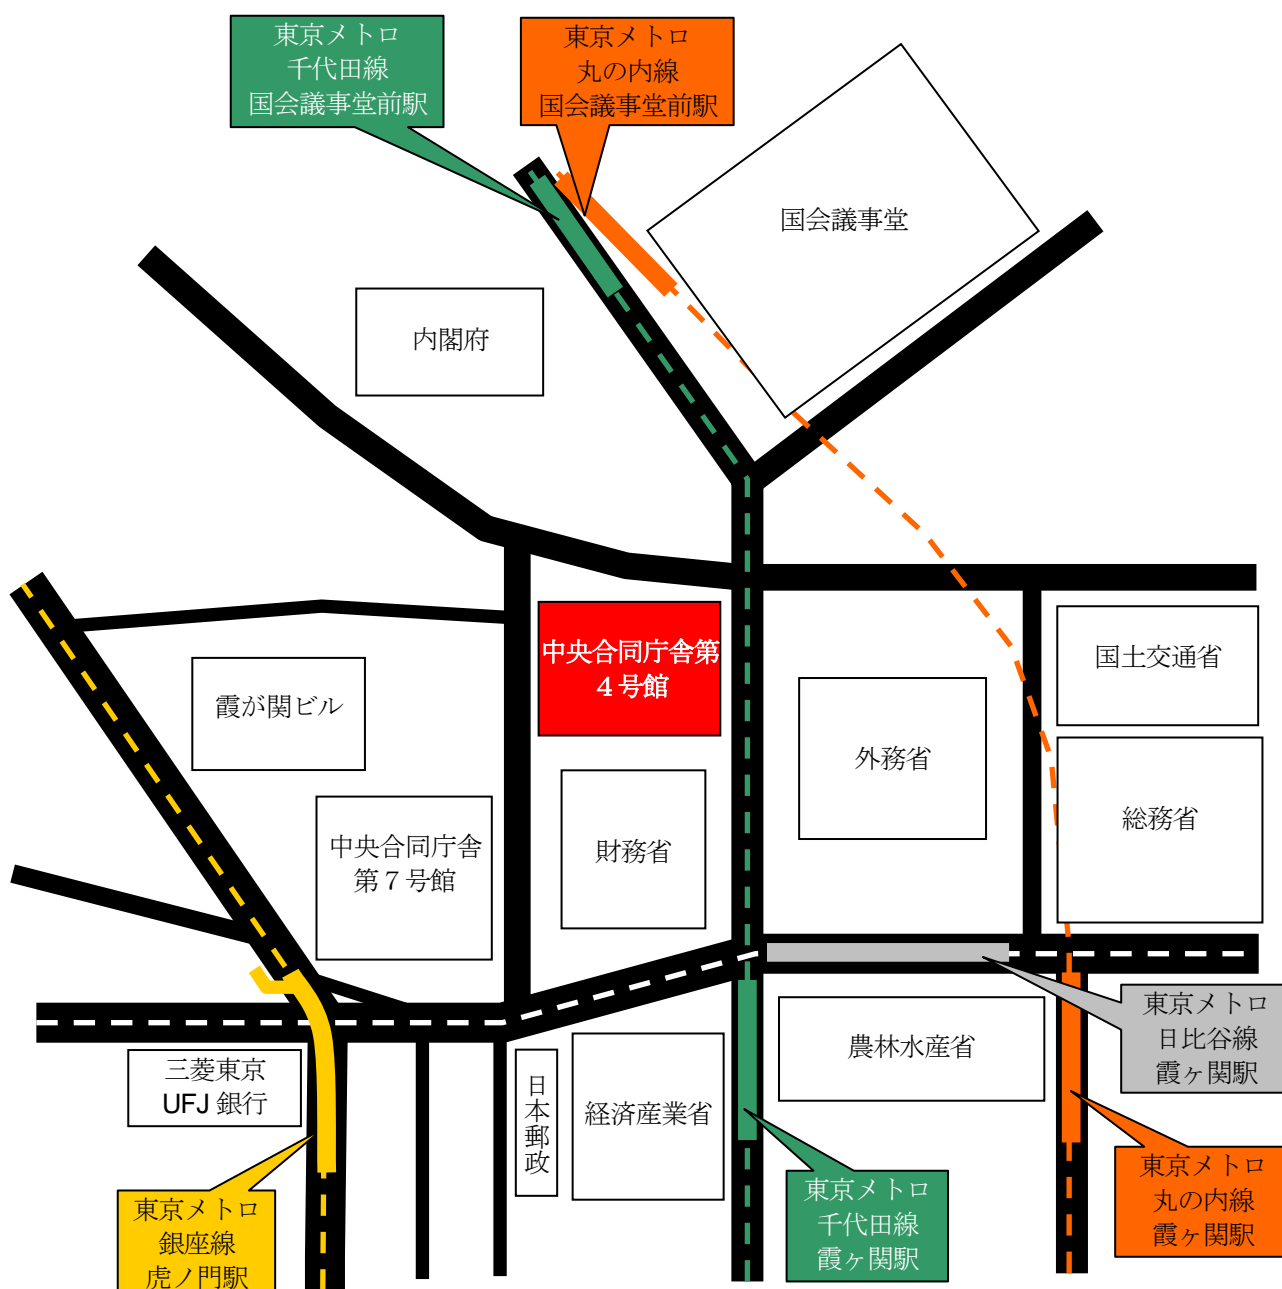 東京メトロ
千代田線
国会議事堂前駅
東京メトロ
丸の内線
国会議事堂前駅
国会議事堂
内閣府
中央合同庁舎第
４号館
国土交通省
霞が関ビル
外務省
総務省
中央合同庁舎
第７号館
財務省
東京メトロ
日比谷線
霞ヶ関駅
農林水産省
三菱東京
UFJ 銀行
日本郵政
経済産業省
東京メトロ
丸の内線
霞ヶ関駅
東京メトロ
千代田線
霞ヶ関駅
東京メトロ
銀座線
虎ノ門駅